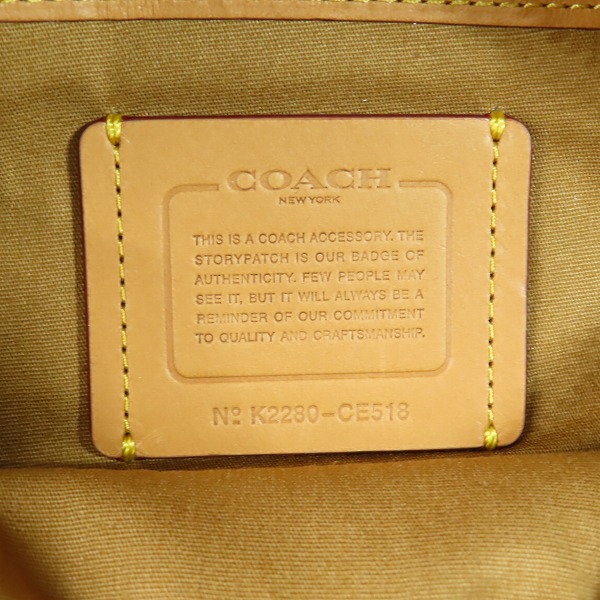 COACH
NEW YORK
THIS IS A COACH ACCESSORY. THE
STORYPATCH IS OUR BADGE OF
AUTHENTICITY. FEW PEOPLE MAY
SEE IT, BUT IT WILL ALWAYS BE A
REMINDER OF OUR COMMITMENT
TO QUALITY AND CRAFTSMANSHIP.
Nº K2280-CE518